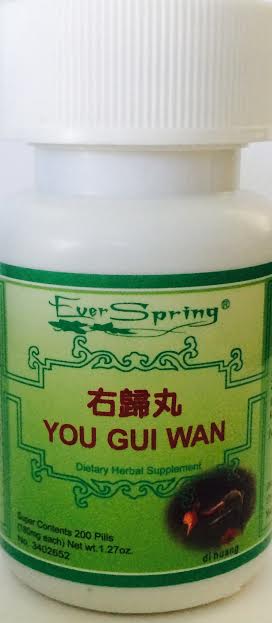 Ever Spring®
右歸丸
YOU GUI WAN
Dietary Herbal Supplement
Super Contents 200 Pills
(180mg each) Net wt.1.27oz.
No. 3402652
di huang